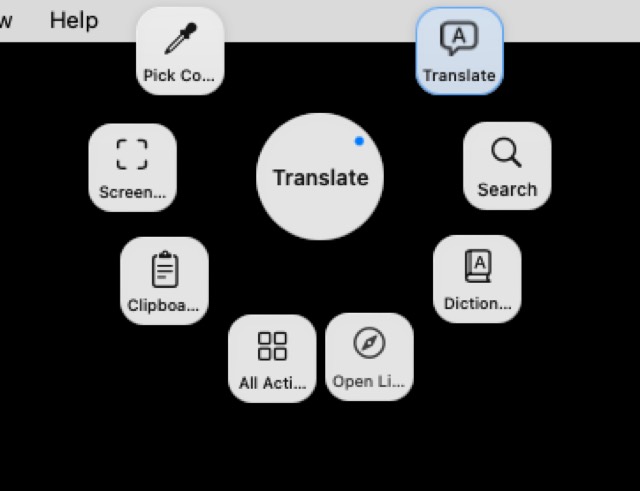 w Help
Pick Co...
A
Translate
Screen...
Translate
Search
Clipboa...
A
Diction...
All Acti...
Open Li...